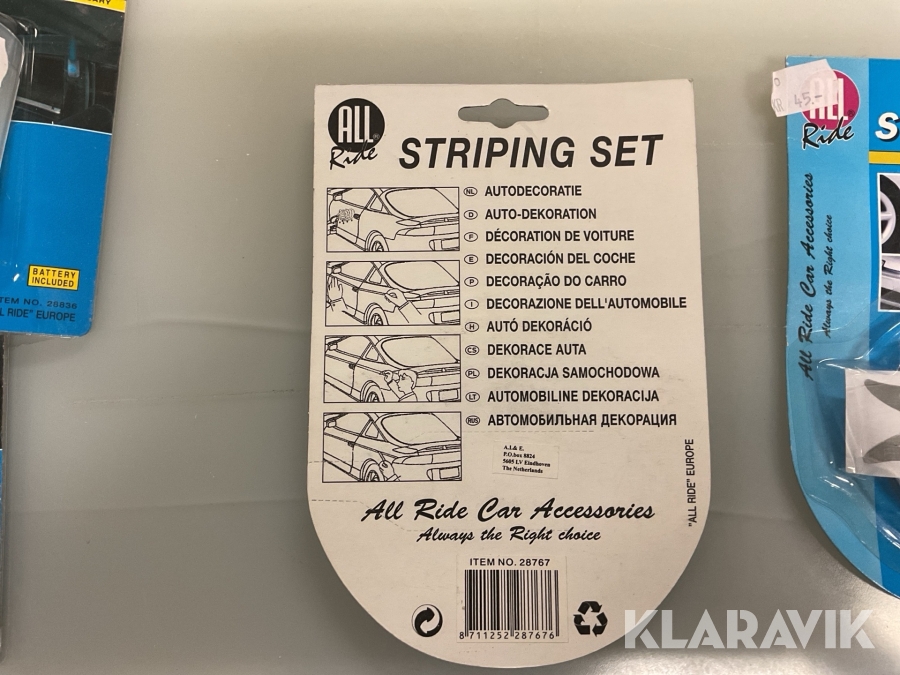 ALL
Ride
STRIPING SET
NL AUTODECORATIE
D AUTO-DEKORATION
F DÉCORATION DE VOITURE
E DECORACIÓN DEL COCHE
P DECORAÇÃO DO CARRO
I DECORAZIONE DELL'AUTOMOBILE
H AUTÓ DEKORÁCIÓ
CS DEKORACE AUTA
PL DEKORACJA SAMOCHODOWA
LT AUTOMOBILINE DEKORACIJA
RUS АВТОМОБИЛЬНАЯ ДЕКОРАЦИЯ
A.I.& E.
P.O.box 8824
5605 LV Eindhoven
The Netherlands
"ALL RIDE" EUROPE
All Ride Car Accessories
Always the Right choice
ITEM NO. 28767
8 711252 287676
BATTERY
INCLUDED
ITEM NO. 28836
ALL RIDE" EUROPE
45.-
ALL
Ride
S
All Ride Car Accessories
Always the Right choice
KLARAVIK